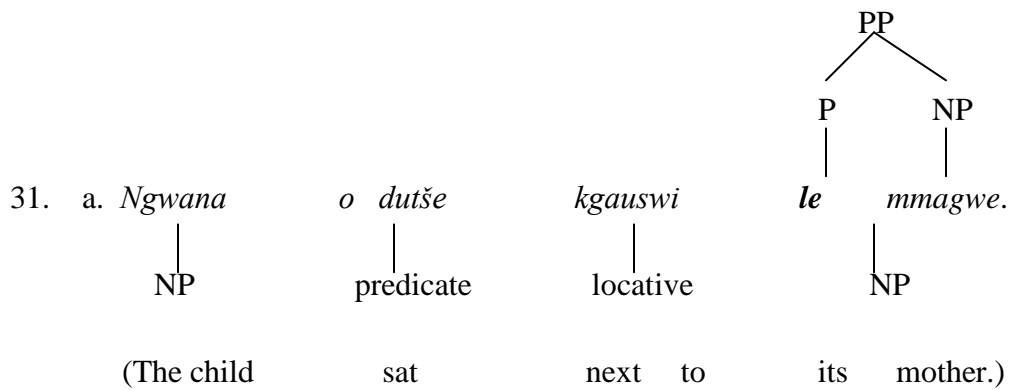 PP
P NP
31. a. Ngwana o dutše kgauswi le mmagwe.
NP predicate locative NP
(The child sat next to its mother.)